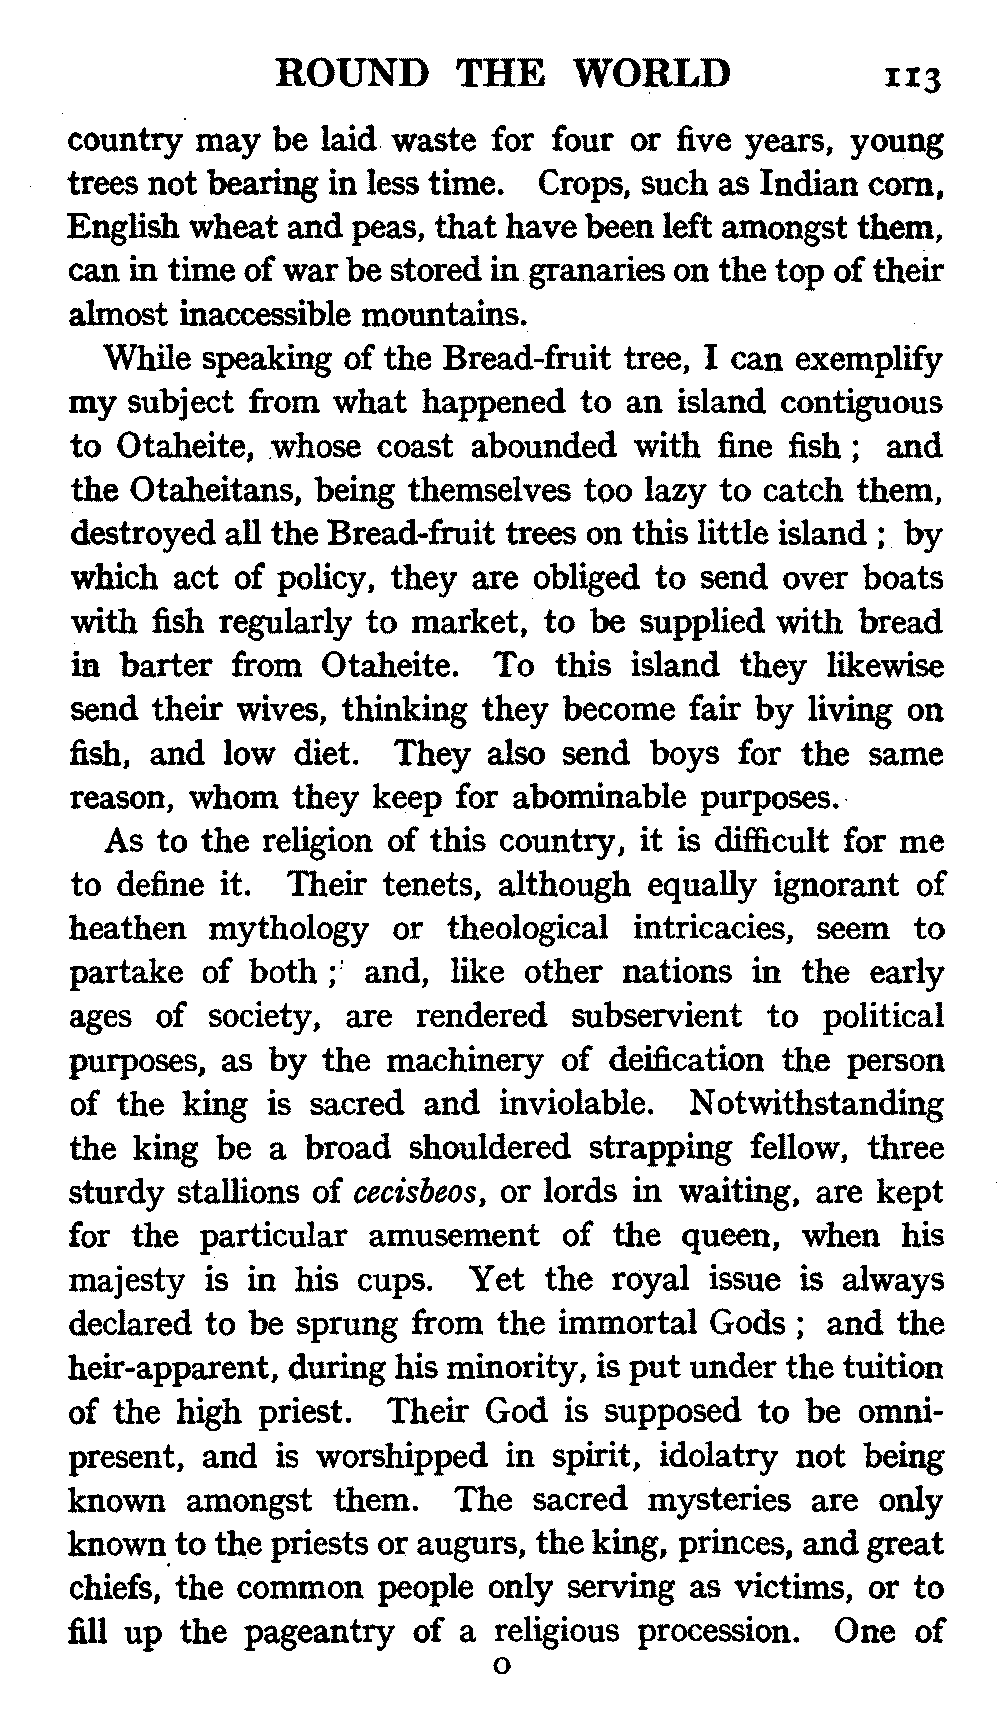 ROUND THE WORLD 113
country may be laid waste for four or five years, young
trees not bearing in less time. Crops, such as Indian corn,
English wheat and peas, that have been left amongst them,
can in time of war be stored in granaries on the top of their
almost inaccessible mountains.
While speaking of the Bread-fruit tree, I can exemplify
my subject from what happened to an island contiguous
to Otaheite, whose coast abounded with fine fish ; and
the Otaheitans, being themselves too lazy to catch them,
destroyed all the Bread-fruit trees on this little island ; by
which act of policy, they are obliged to send over boats
with fish regularly to market, to be supplied with bread
in barter from Otaheite. To this island they likewise
send their wives, thinking they become fair by living on
fish, and low diet. They also send boys for the same
reason, whom they keep for abominable purposes.
As to the religion of this country, it is difficult for me
to define it. Their tenets, although equally ignorant of
heathen mythology or theological intricacies, seem to
partake of both ; and, like other nations in the early
ages of society, are rendered subservient to political
purposes, as by the machinery of deification the person
of the king is sacred and inviolable. Notwithstanding
the king be a broad shouldered strapping fellow, three
sturdy stallions of cecisbeos, or lords in waiting, are kept
for the particular amusement of the queen, when his
majesty is in his cups. Yet the royal issue is always
declared to be sprung from the immortal Gods ; and the
heir-apparent, during his minority, is put under the tuition
of the high priest. Their God is supposed to be omni-
present, and is worshipped in spirit, idolatry not being
known amongst them. The sacred mysteries are only
known to the priests or augurs, the king, princes, and great
chiefs, the common people only serving as victims, or to
fill up the pageantry of a religious procession. One of
O